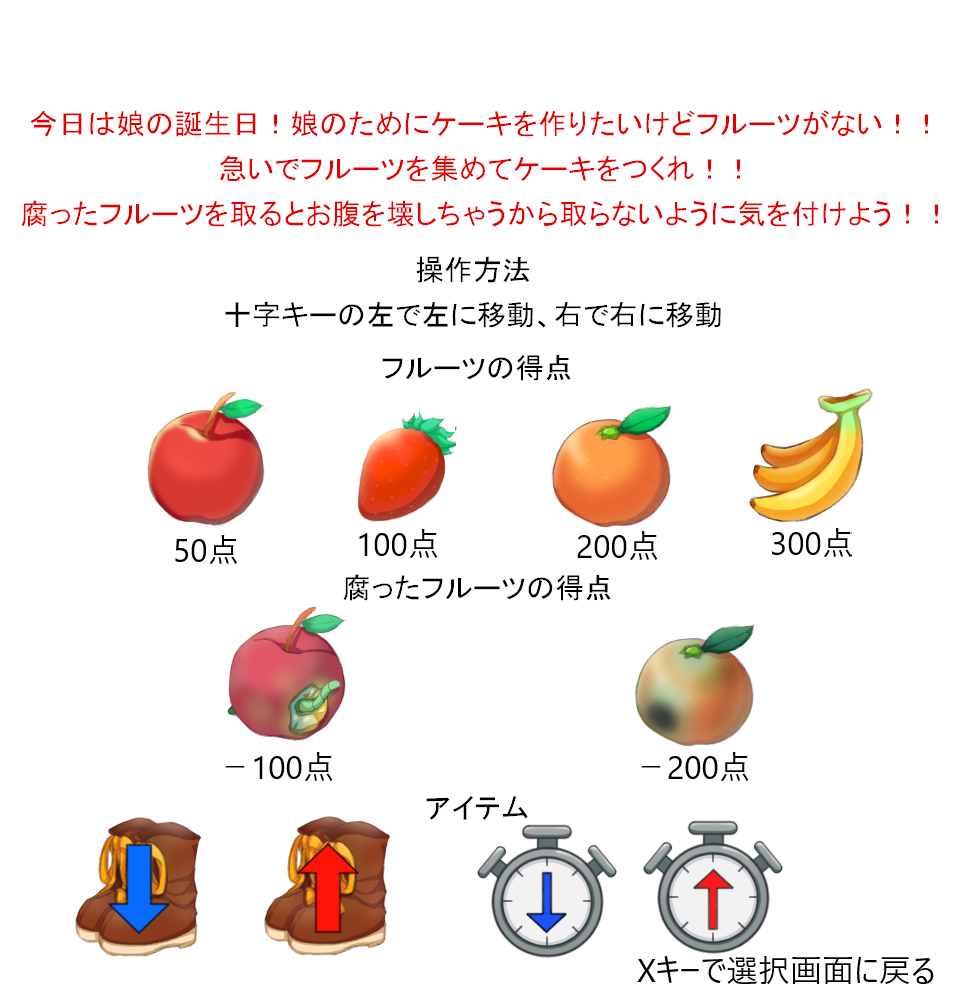 今日は娘の誕生日！娘のためにケーキを作りたいけどフルーツがない！！
急いでフルーツを集めてケーキをつくれ！！
腐ったフルーツを取るとお腹を壊しちゃうから取らないように気を付けよう！！
操作方法
十字キーの左で左に移動、右で右に移動
フルーツの得点
50点
100点
200点
300点
腐ったフルーツの得点
－100点
－200点
アイテム
Xキーで選択画面に戻る